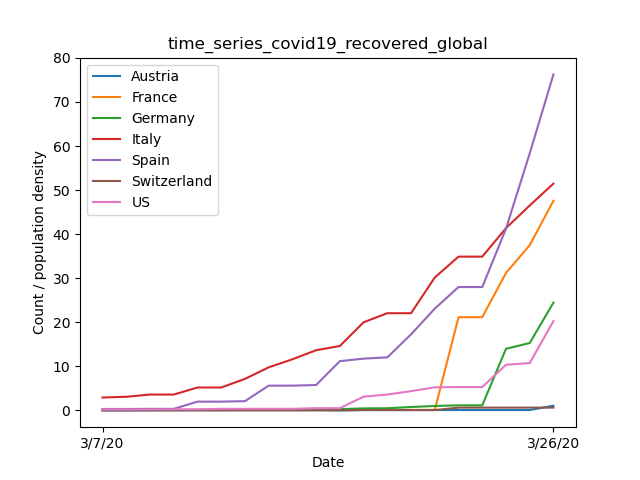 time_series_covid19_recovered_global
Count / population density
80
70
60
50
40
30
20
10
0
Austria
France
Germany
Italy
Spain
Switzerland
US
3/7/20
3/26/20
Date